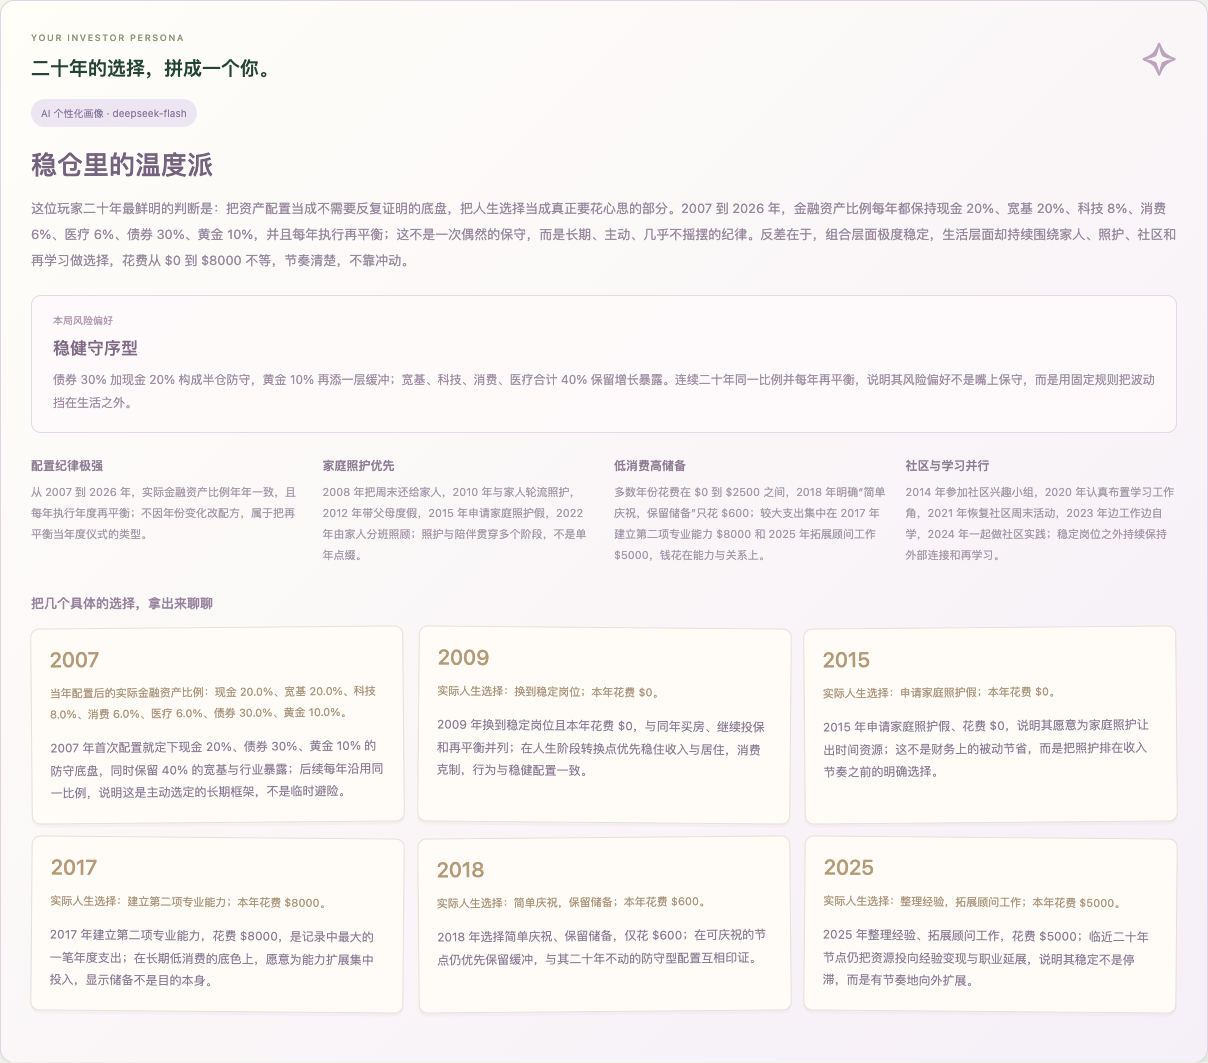 YOUR INVESTOR PERSONA
二十年的选择，拼成一个你。
AI 个性化画像 · deepseek-flash
稳仓里的温度派
这位玩家二十年最鲜明的判断是：把资产配置当成不需要反复证明的底盘，把人生选择当成真正要花心思的部分。2007 到 2026 年，金融资产比例每年都保持现金 20%、宽基 20%、科技 8%、消费
6%、医疗 6%、债券 30%、黄金 10%，并且每年执行再平衡；这不是一次偶然的保守，而是长期、主动、几乎不摇摆的纪律。反差在于，组合层面极度稳定，生活层面却持续围绕家人、照护、社区和
再学习做选择，花费从 $0 到 $8000 不等，节奏清楚，不靠冲动。
本局风险偏好
稳健守序型
债券 30% 加现金 20% 构成半仓防守，黄金 10% 再添一层缓冲；宽基、科技、消费、医疗合计 40% 保留增长暴露。连续二十年同一比例并每年再平衡，说明其风险偏好不是嘴上保守，而是用固定规则把波动
挡在生活之外。
配置纪律极强
从 2007 到 2026 年，实际金融资产比例年年一致，且
每年执行年度再平衡；不因年份变化改配方，属于把再
平衡当年度仪式的类型。
家庭照护优先
2008 年把周末还给家人，2010 年与家人轮流照护，
2012 年带父母度假，2015 年申请家庭照护假，2022
年由家人分班照顾；照护与陪伴贯穿多个阶段，不是单
年点缀。
低消费高储备
多数年份花费在 $0 到 $2500 之间，2018 年明确“简单
庆祝，保留储备”只花 $600；较大支出集中在 2017 年
建立第二项专业能力 $8000 和 2025 年拓展顾问工作
$5000，钱花在能力与关系上。
社区与学习并行
2014 年参加社区兴趣小组，2020 年认真布置学习工作
角，2021 年恢复社区周末活动，2023 年边工作边自
学，2024 年一起做社区实践；稳定岗位之外持续保持
外部连接和再学习。
把几个具体的选择，拿出来聊聊
2007
当年配置后的实际金融资产比例：现金 20.0%、宽基 20.0%、科技
8.0%、消费 6.0%、医疗 6.0%、债券 30.0%、黄金 10.0%。
2007 年首次配置就定下现金 20%、债券 30%、黄金 10% 的
防守底盘，同时保留 40% 的宽基与行业暴露；后续每年沿用同
一比例，说明这是主动选定的长期框架，不是临时避险。
2009
实际人生选择：换到稳定岗位；本年花费 $0。
2009 年换到稳定岗位且本年花费 $0，与同年买房、继续投保
和再平衡并列；在人生阶段转换点优先稳住收入与居住，消费
克制，行为与稳健配置一致。
2015
实际人生选择：申请家庭照护假；本年花费 $0。
2015 年申请家庭照护假、花费 $0，说明其愿意为家庭照护让
出时间资源；这不是财务上的被动节省，而是把照护排在收入
节奏之前的明确选择。
2017
实际人生选择：建立第二项专业能力；本年花费 $8000。
2017 年建立第二项专业能力，花费 $8000，是记录中最大的
一笔年度支出；在长期低消费的底色上，愿意为能力扩展集中
投入，显示储备不是目的本身。
2018
实际人生选择：简单庆祝，保留储备；本年花费 $600。
2018 年选择简单庆祝、保留储备，仅花 $600；在可庆祝的节
点仍优先保留缓冲，与其二十年不动的防守型配置互相印证。
2025
实际人生选择：整理经验，拓展顾问工作；本年花费 $5000。
2025 年整理经验、拓展顾问工作，花费 $5000；临近二十年
节点仍把资源投向经验变现与职业延展，说明其稳定不是停
滞，而是有节奏地向外扩展。